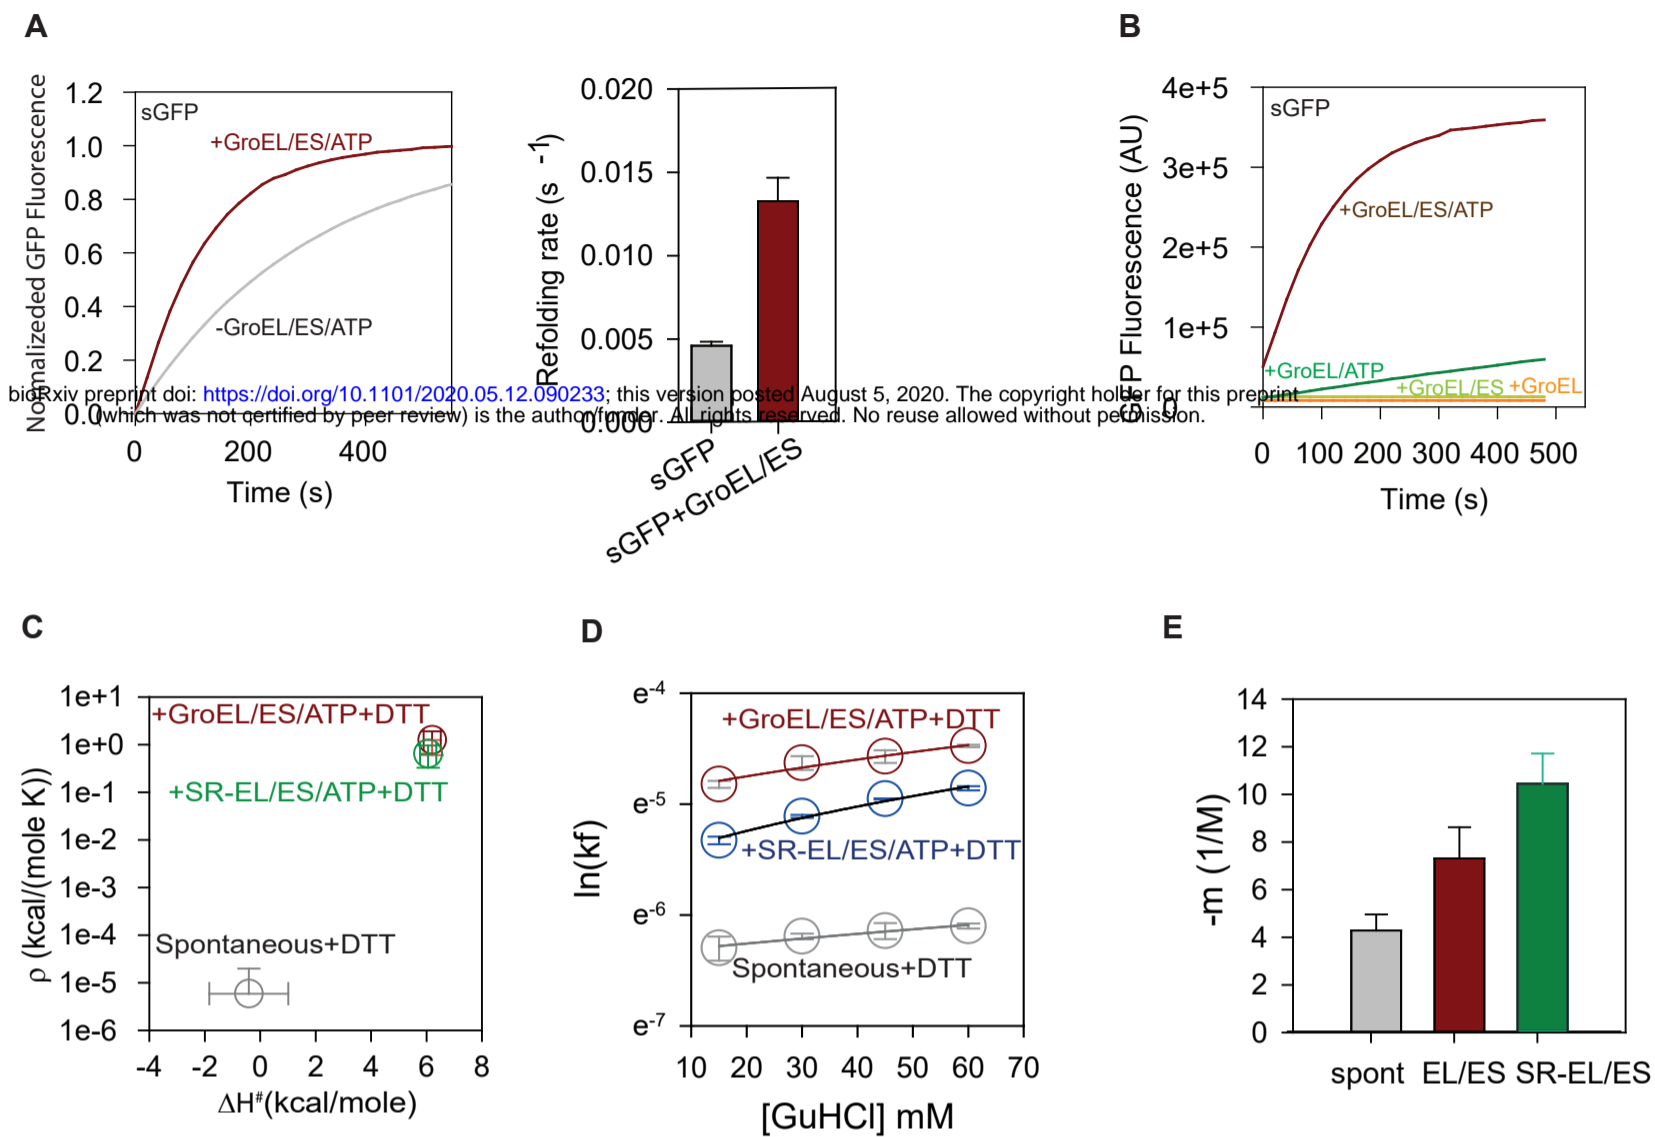 A
B
1.2
1.0
0.8
0.6
0.4
0.2
0.0
Normalizeded GFP Fluorescence
sGFP
+GroEL/ES/ATP
-GroEL/ES/ATP
0 200 400
Time (s)
0.020
0.015
0.010
0.005
0.000
Refolding rate (s -1)
sGFP
sGFP+GroEL/ES
4e+5
3e+5
2e+5
1e+5
0
GFP Fluorescence (AU)
sGFP
+GroEL/ES/ATP
+GroEL/ATP
+GroEL/ES +GroEL
0 100 200 300 400 500
Time (s)
bioRxiv preprint doi: https://doi.org/10.1101/2020.05.12.090233; this version posted August 5, 2020. The copyright holder for this preprint
(which was not certified by peer review) is the author/funder. All rights reserved. No reuse allowed without permission.
C
D
E
1e+1
1e+0
1e-1
1e-2
1e-3
1e-4
1e-5
1e-6
ρ (kcal/(mole K))
+GroEL/ES/ATP+DTT
+SR-EL/ES/ATP+DTT
Spontaneous+DTT
-4 -2 0 2 4 6 8
ΔH#(kcal/mole)
e-4
e-5
e-6
e-7
ln(kf)
+GroEL/ES/ATP+DTT
+SR-EL/ES/ATP+DTT
Spontaneous+DTT
10 20 30 40 50 60 70
[GuHCl] mM
14
12
10
8
6
4
2
0
-m (1/M)
spont EL/ES SR-EL/ES